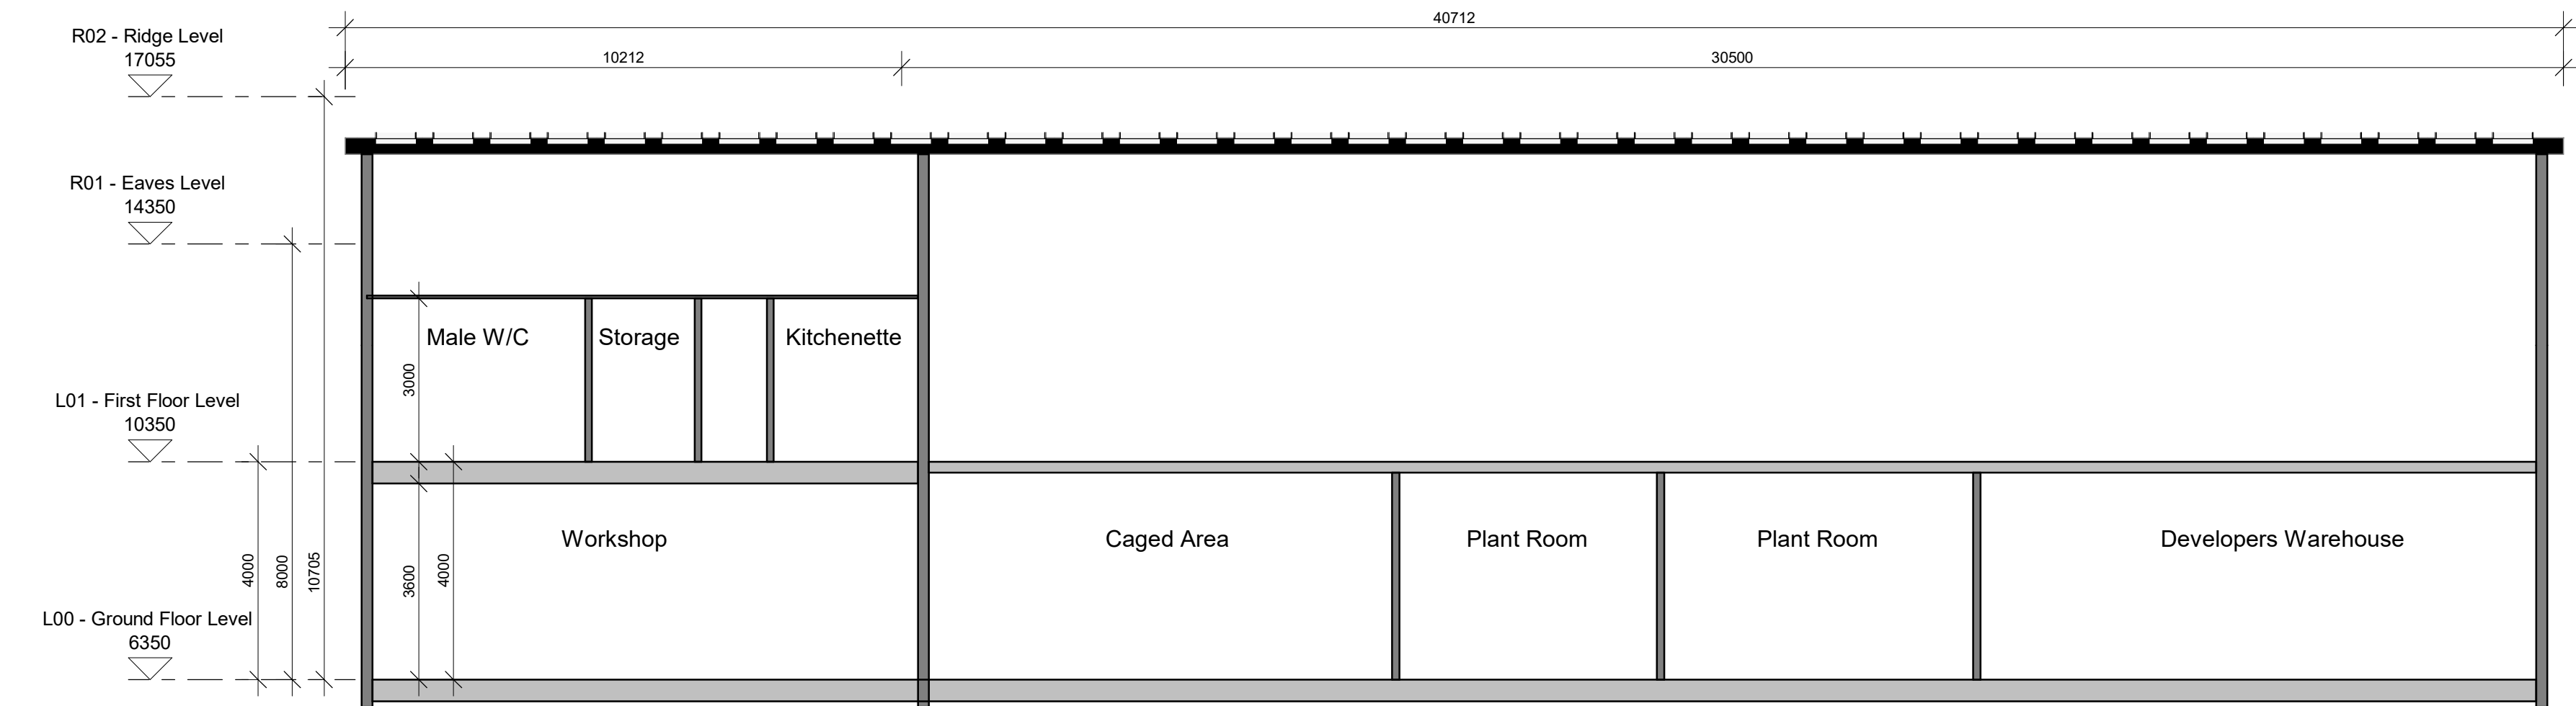 40712
10212
30500
R02 - Ridge Level
17055
R01 - Eaves Level
14350
L01 - First Floor Level
10350
L00 - Ground Floor Level
6350
4000
8000
10705
3000
3600
4000
Male W/C
Storage
Kitchenette
Workshop
Caged Area
Plant Room
Plant Room
Developers Warehouse